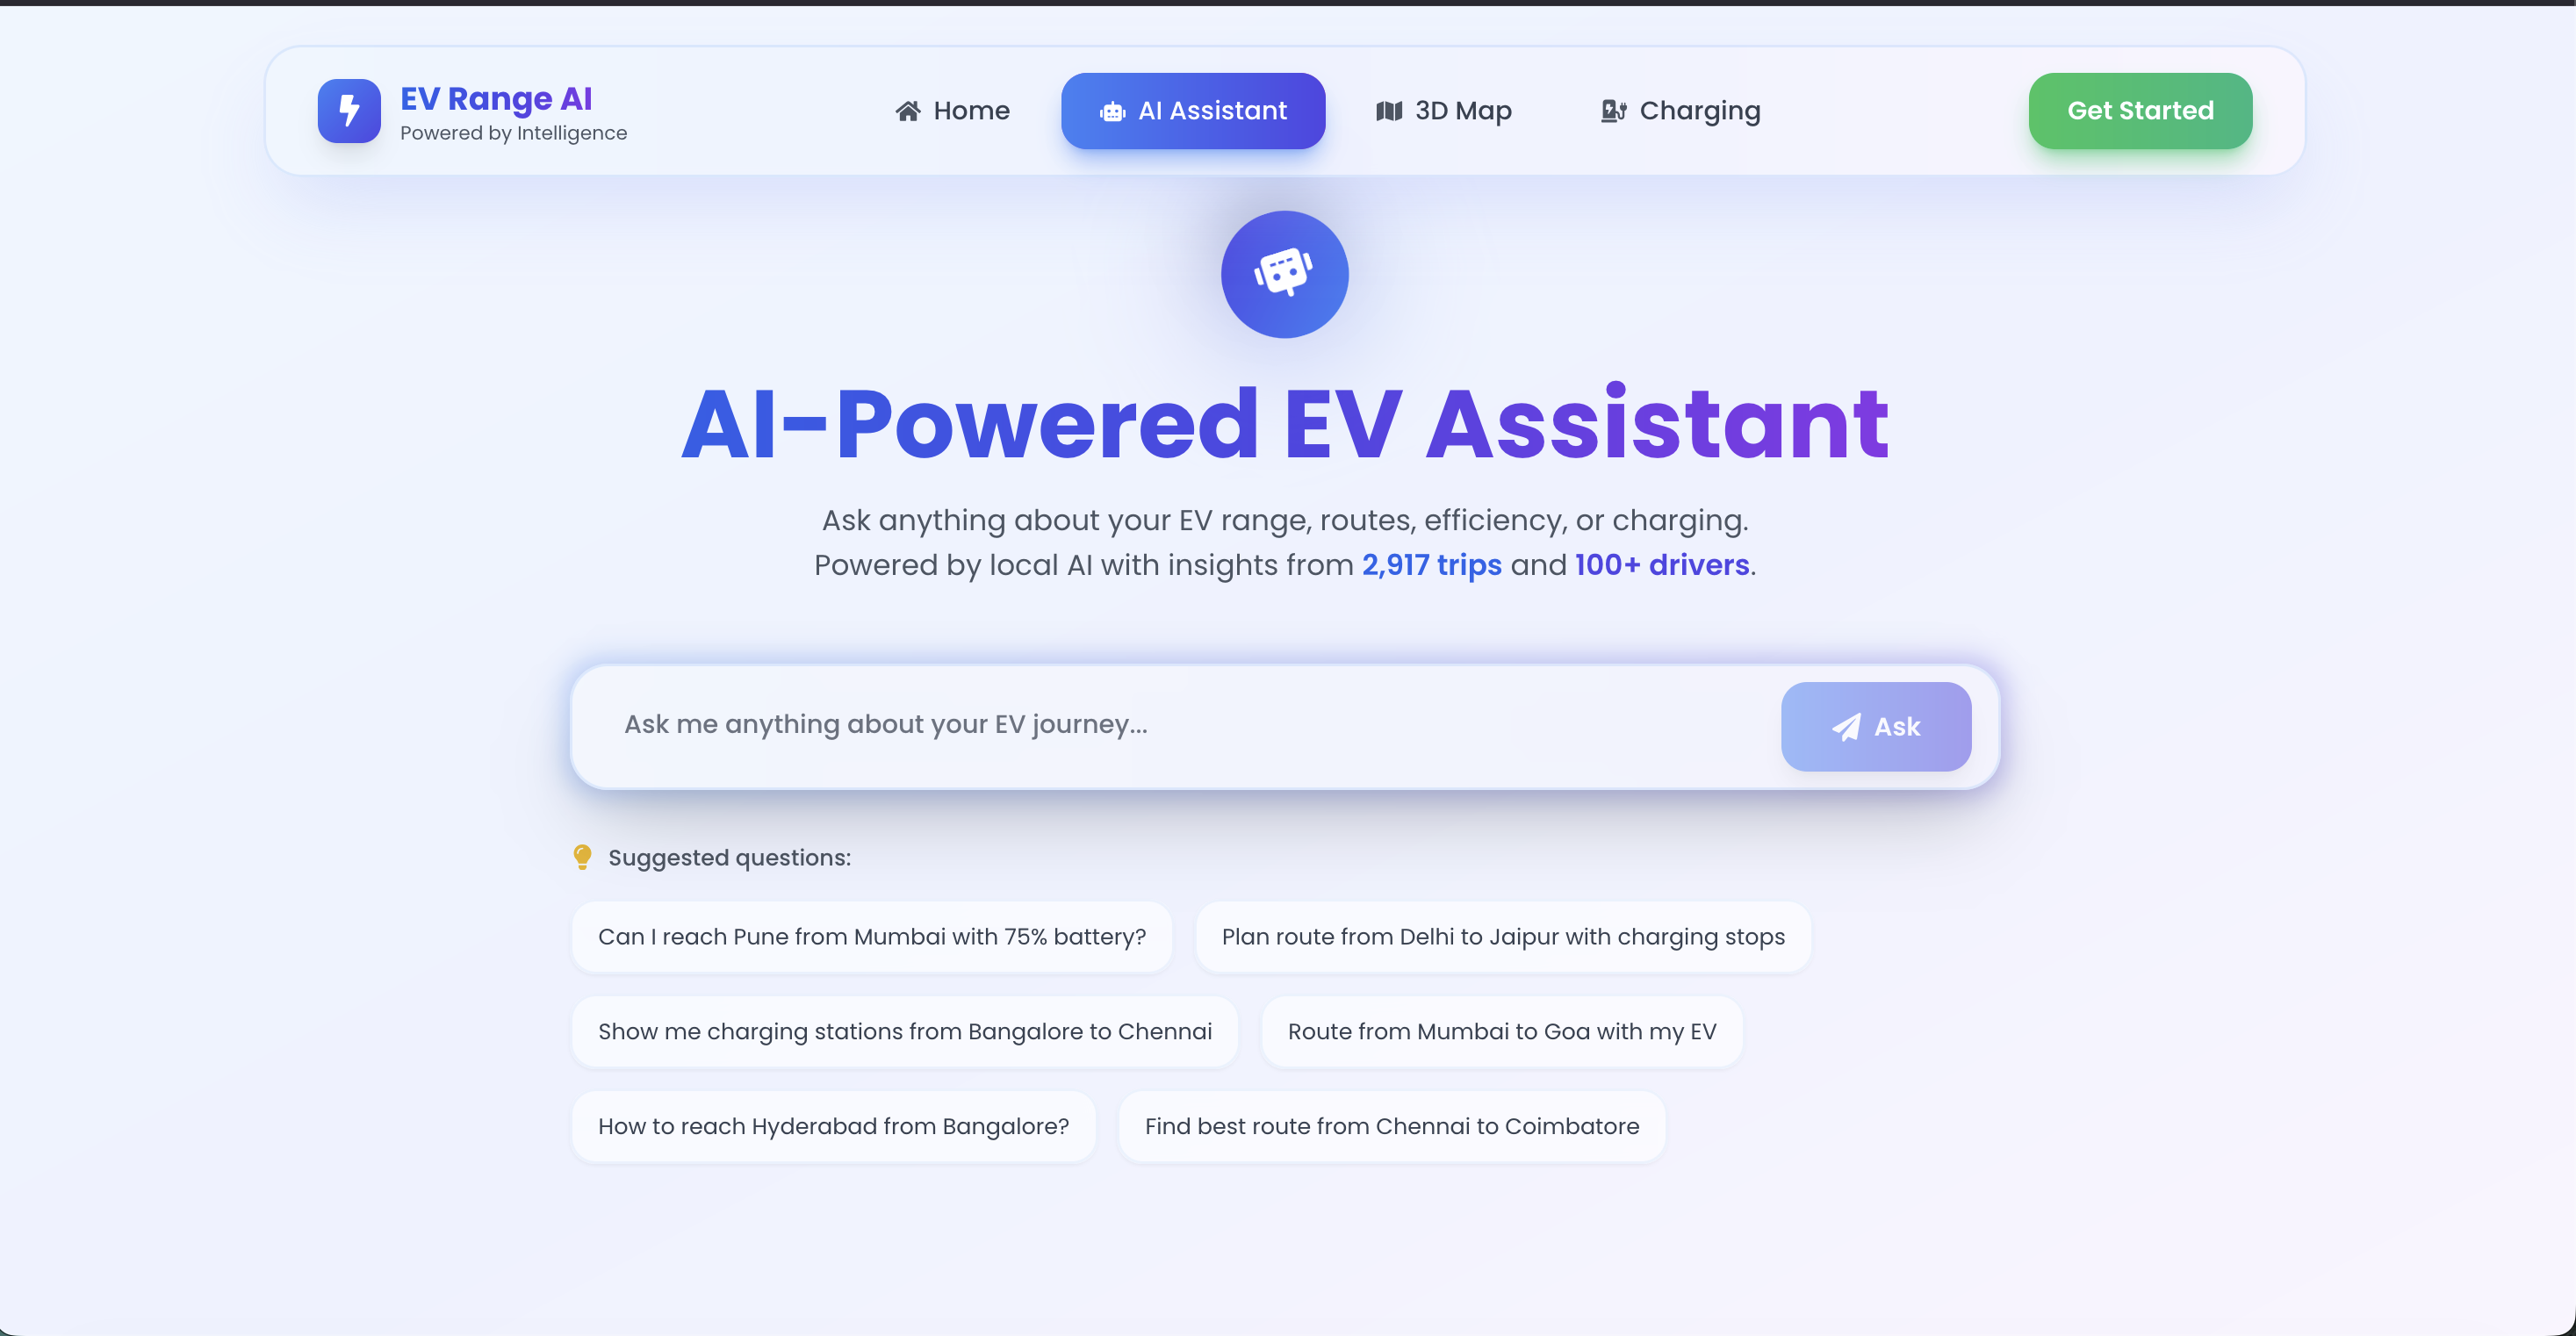 EV Range AI
Powered by Intelligence
Home
AI Assistant
3D Map
Charging
Get Started
AI-Powered EV Assistant
Ask anything about your EV range, routes, efficiency, or charging.
Powered by local AI with insights from 2,917 trips and 100+ drivers.
Ask me anything about your EV journey...
Ask
Suggested questions:
Can I reach Pune from Mumbai with 75% battery?
Plan route from Delhi to Jaipur with charging stops
Show me charging stations from Bangalore to Chennai
Route from Mumbai to Goa with my EV
How to reach Hyderabad from Bangalore?
Find best route from Chennai to Coimbatore